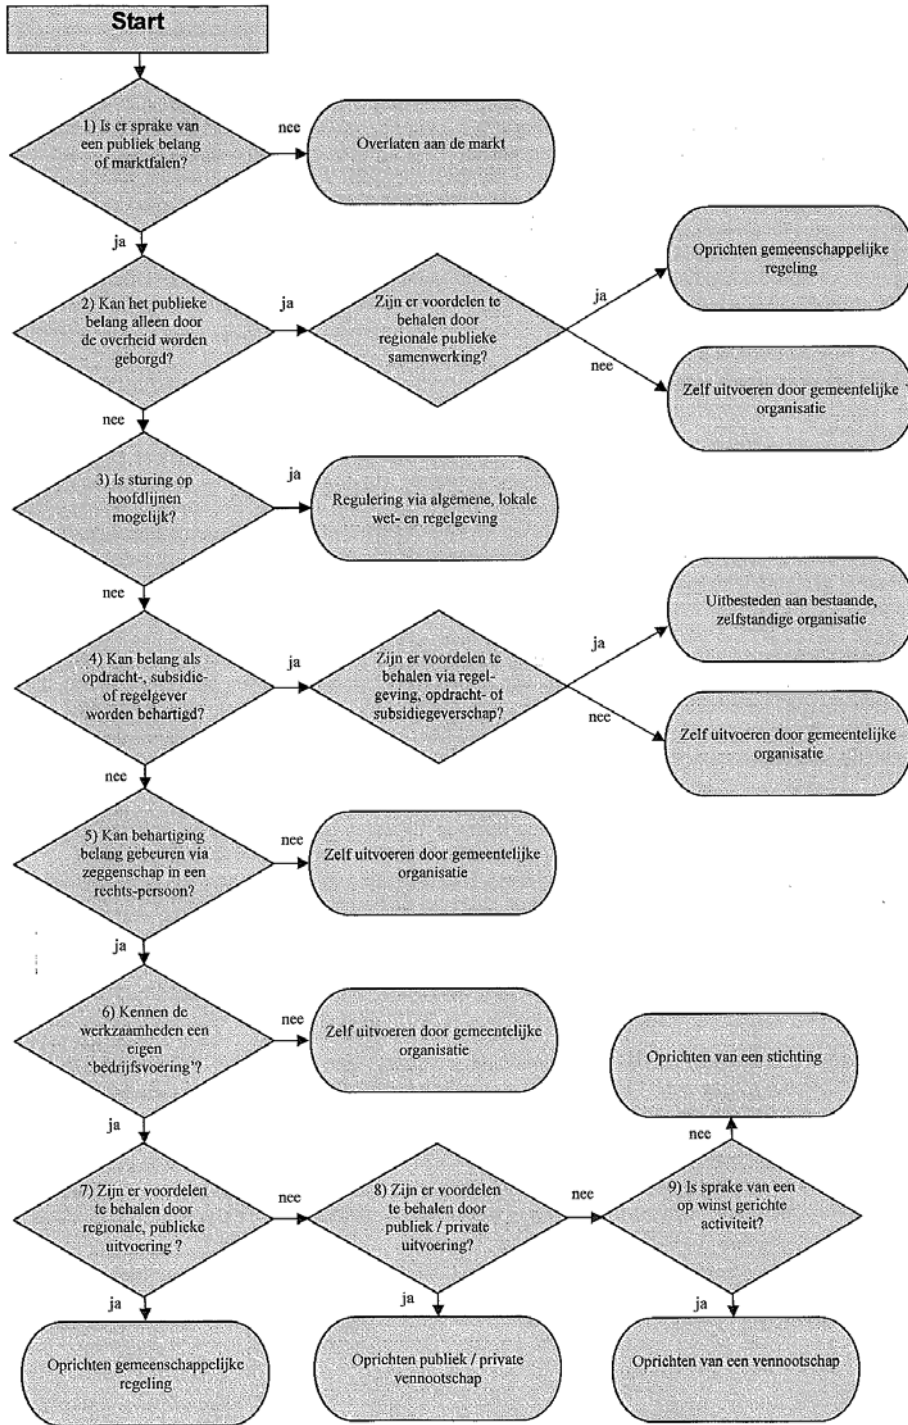 Start
1) Is er sprake van
een publiek belang
of marktfalen?
nee
Overlaten aan de markt
ja
2) Kan het publieke
belang alleen door
de overheid worden
geborgd?
ja
Zijn er voordelen te
behalen door
regionale publieke
samenwerking?
ja
Oprichten gemeenschappelijke
regeling
nee
Zelf uitvoeren door gemeentelijke
organisatie
nee
3) Is sturing op
hoofdlijnen
mogelijk?
ja
Regulering via algemene, lokale
wet- en regelgeving
nee
4) Kan belang als
opdracht-, subsidie-
of regelgever
worden behartigd?
ja
Zijn er voordelen te
behalen via regel-
geving, opdracht- of
subsidiegeverschap?
ja
Uitbesteden aan bestaande,
zelfstandige organisatie
nee
Zelf uitvoeren door gemeentelijke
organisatie
nee
5) Kan behartiging
belang gebeuren via
zeggenschap in een
rechts-persoon?
nee
Zelf uitvoeren door gemeentelijke
organisatie
ja
6) Kennen de
werkzaamheden een
eigen
'bedrijfsvoering'?
nee
Zelf uitvoeren door gemeentelijke
organisatie
ja
7) Zijn er voordelen
te behalen door
regionale, publieke
uitvoering ?
nee
8) Zijn er voordelen
te behalen door
publiek / private
uitvoering?
nee
9) Is sprake van een
op winst gerichte
activiteit?
nee
Oprichten van een stichting
ja
Oprichten gemeenschappelijke
regeling
ja
Oprichten publiek / private
vennootschap
ja
Oprichten van een vennootschap